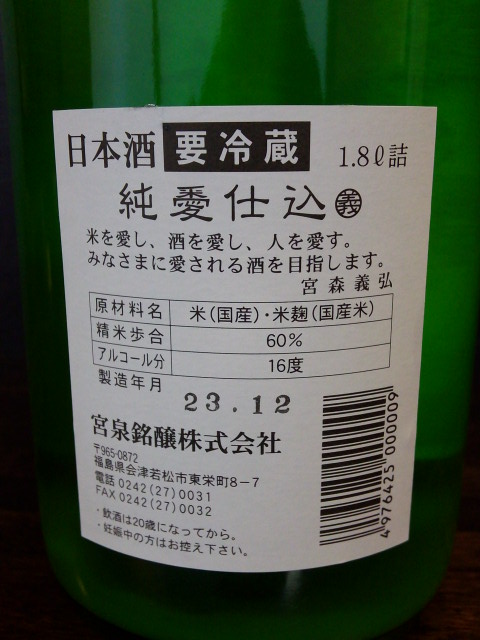 日本酒 要冷蔵 1.8ℓ詰
純愛仕込 義
米を愛し、酒を愛し、人を愛す。
みなさまに愛される酒を目指します。
宮森義弘
原材料名 米(国産)・米麹(国産米)
精米歩合 60%
アルコール分 16度
製造年月 23.12
宮泉銘醸株式会社
〒965-0872
福島県会津若松市東栄町8-7
電話 0242(27)0031
FAX 0242(27)0032
・飲酒は20歳になってから。
・妊娠中の方はお控え下さい。
4976425000009